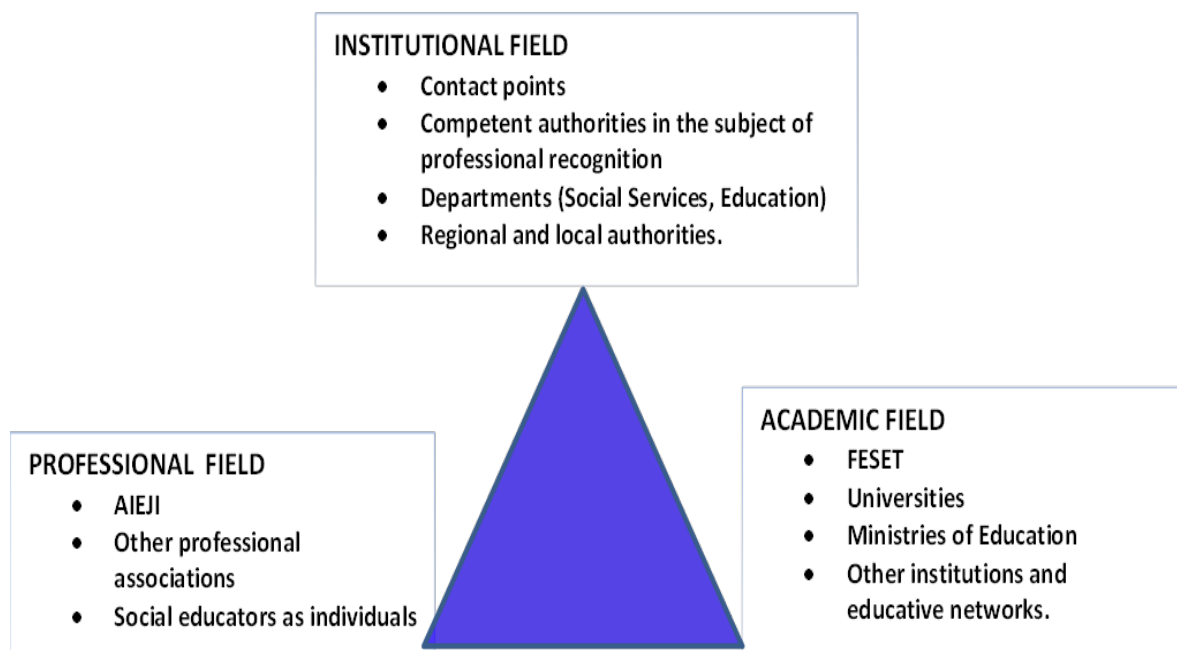 INSTITUTIONAL FIELD
• Contact points
• Competent authorities in the subject of
professional recognition
• Departments (Social Services, Education)
• Regional and local authorities.
PROFESSIONAL FIELD
• AIEJI
• Other professional
associations
• Social educators as individuals
ACADEMIC FIELD
• FESET
• Universities
• Ministries of Education
• Other institutions and
educative networks.